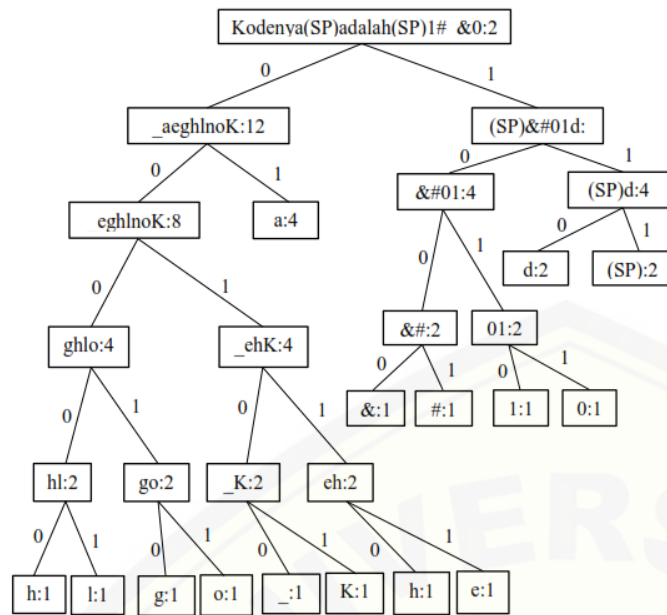 Kodenya(SP)adalah(SP)1# &0:2
0 1
_aeghlnoK:12 (SP)&#01d:
0 1 0 1
_eghlnoK:8 a:4 &#01:4 (SP)d:4
0 1 0 1 0 1
d:2 (SP):2
ghlo:4 _ehK:4 &#:2 01:2
0 1 0 1 0 1 0 1
&:1 #:1 1:1 0:1
hl:2 go:2 _K:2 eh:2
0 1 0 1 0 1 0 1
h:1 l:1 g:1 o:1 _:1 K:1 h:1 e:1
VERS